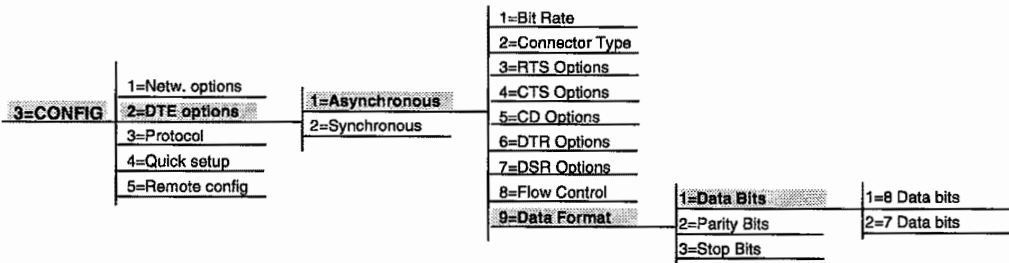 3=CONFIG
1=Netw. options
2=DTE options
3=Protocol
4=Quick setup
5=Remote config
1=Asynchronous
2=Synchronous
1=Bit Rate
2=Connector Type
3=RTS Options
4=CTS Options
5=CD Options
6=DTR Options
7=DSR Options
8=Flow Control
9=Data Format
1=Data Bits
2=Parity Bits
3=Stop Bits
1=8 Data bits
2=7 Data bits